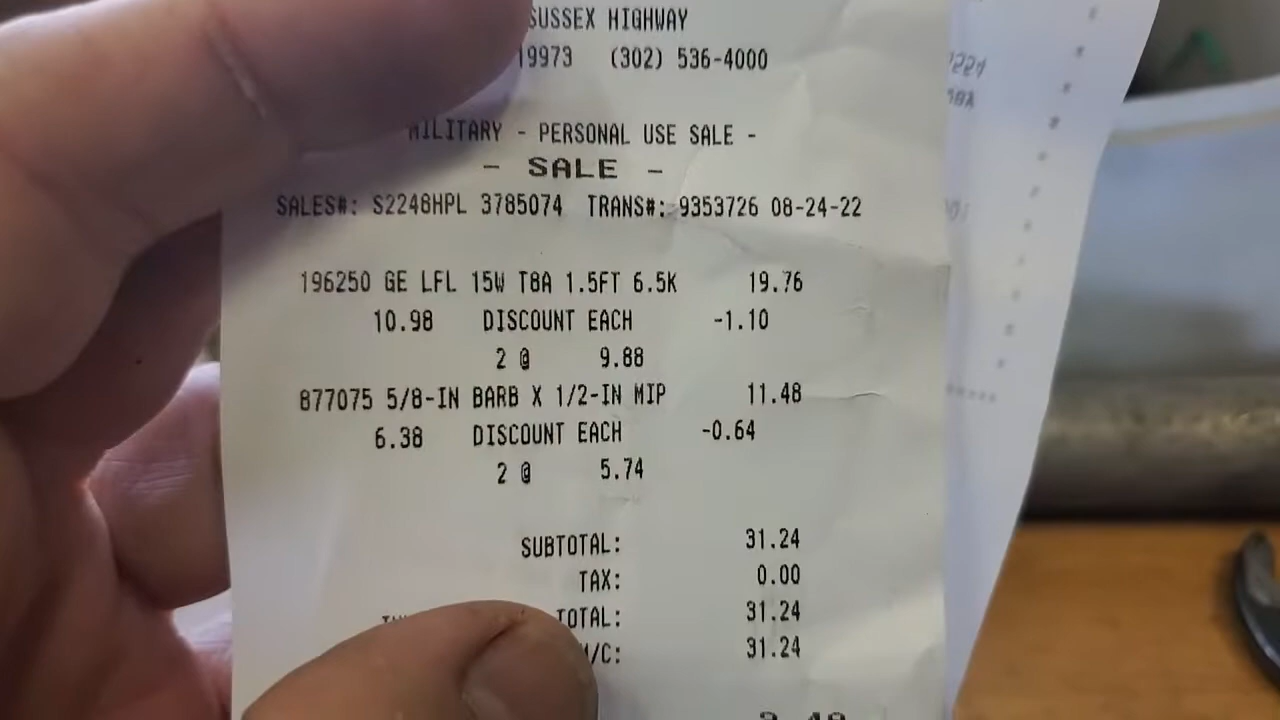 SUSSEX HIGHWAY
19973 (302) 536-4000
MILITARY - PERSONAL USE SALE -
- SALE -
SALES#: S2248HPL 3785074 TRANS#: 9353726 08-24-22
196250 GE LFL 15W T8A 1.5FT 6.5K 19.76
10.98 DISCOUNT EACH -1.10
2 @ 9.88
877075 5/8-IN BARB X 1/2-IN MIP 11.48
6.38 DISCOUNT EACH -0.64
2 @ 5.74
SUBTOTAL: 31.24
TAX: 0.00
TOTAL: 31.24
M/C: 31.24